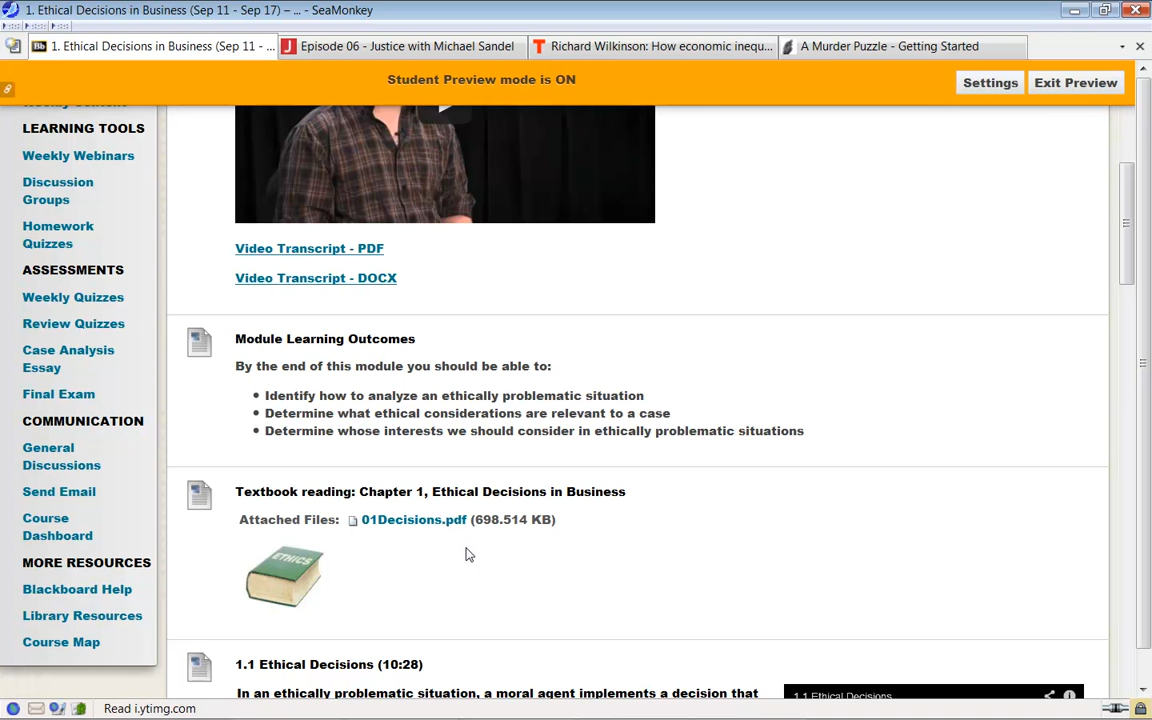 1. Ethical Decisions in Business (Sep 11 - Sep 17) – ... - SeaMonkey
1. Ethical Decisions in Business (Sep 11 - ...
Episode 06 - Justice with Michael Sandel
Richard Wilkinson: How economic inequ...
A Murder Puzzle - Getting Started
Student Preview mode is ON
Settings
Exit Preview
Weekly Content
LEARNING TOOLS
Weekly Webinars
Discussion
Groups
Homework
Quizzes
ASSESSMENTS
Weekly Quizzes
Review Quizzes
Case Analysis
Essay
Final Exam
COMMUNICATION
General
Discussions
Send Email
Course
Dashboard
MORE RESOURCES
Blackboard Help
Library Resources
Course Map
Video Transcript - PDF
Video Transcript - DOCX
Module Learning Outcomes
By the end of this module you should be able to:
• Identify how to analyze an ethically problematic situation
• Determine what ethical considerations are relevant to a case
• Determine whose interests we should consider in ethically problematic situations
Textbook reading: Chapter 1, Ethical Decisions in Business
Attached Files: 01Decisions.pdf (698.514 KB)
ETHICS
1.1 Ethical Decisions (10:28)
In an ethically problematic situation, a moral agent implements a decision that
1.1 Ethical Decisions
Read i.ytimg.com